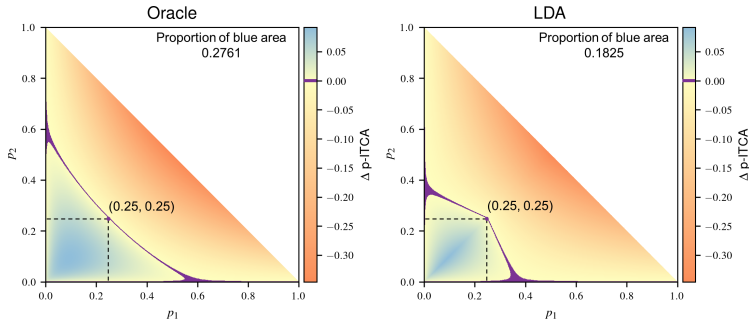 Oracle
Proportion of blue area
0.2761
(0.25, 0.25)
1.0
0.8
0.6
0.4
0.2
0.0
p2
0.0 0.2 0.4 0.6 0.8 1.0
p1
0.05
0.00
−0.05
−0.10
−0.15
−0.20
−0.25
−0.30
Δ p-ITCA
LDA
Proportion of blue area
0.1825
(0.25, 0.25)
1.0
0.8
0.6
0.4
0.2
0.0
p2
0.0 0.2 0.4 0.6 0.8 1.0
p1
0.05
0.00
−0.05
−0.10
−0.15
−0.20
−0.25
−0.30
Δ p-ITCA